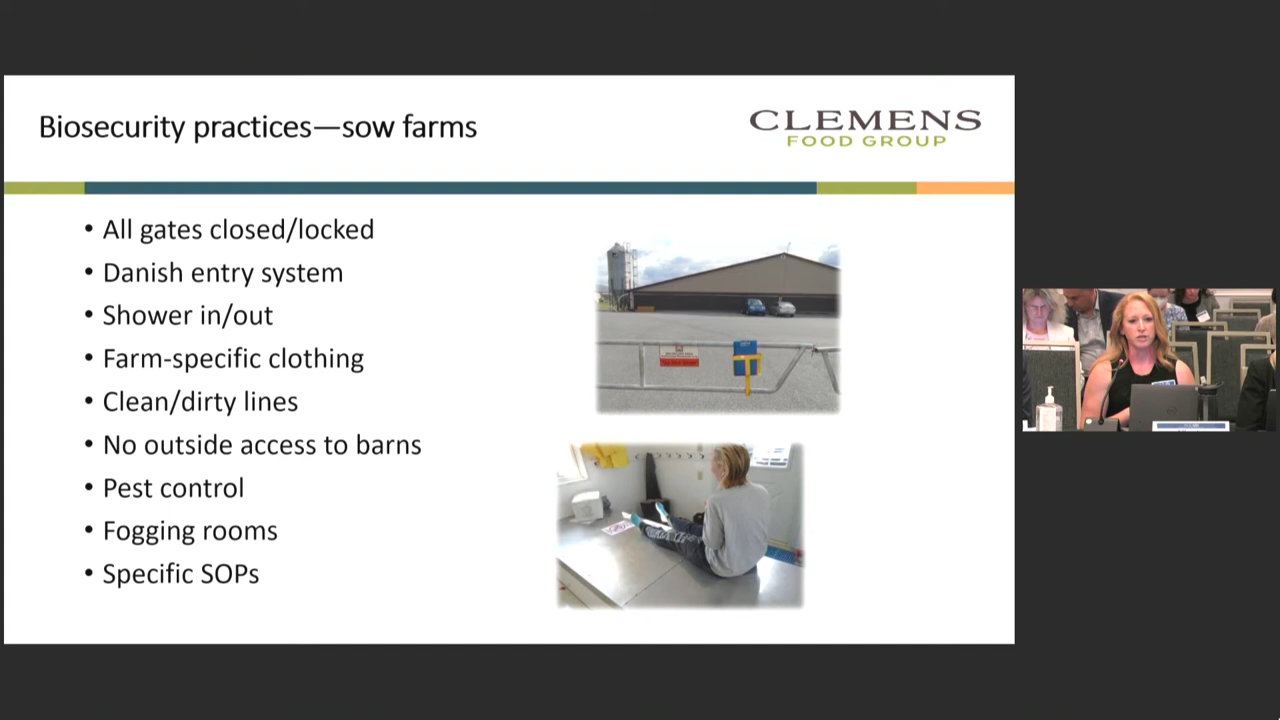 Biosecurity practices—sow farms
CLEMENS
FOOD GROUP
• All gates closed/locked
• Danish entry system
• Shower in/out
• Farm-specific clothing
• Clean/dirty lines
• No outside access to barns
• Pest control
• Fogging rooms
• Specific SOPs